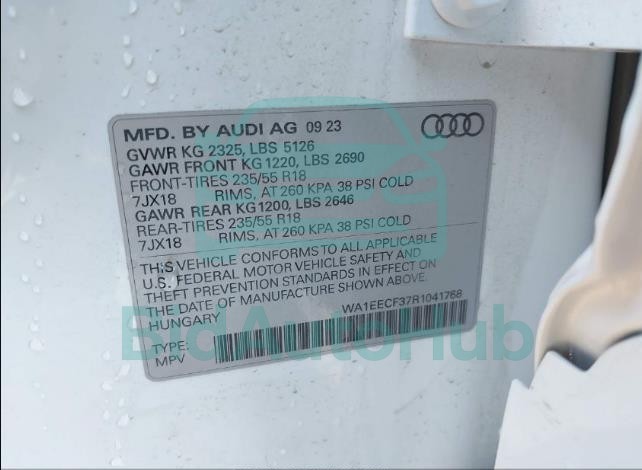 MFD. BY AUDI AG 09 23
GVWR KG 2325, LBS 5126
GAWR FRONT KG 1220, LBS 2690
FRONT-TIRES 235/55 R18
7JX18 RIMS, AT 260 KPA 38 PSI COLD
GAWR REAR KG 1200, LBS 2646
REAR-TIRES 235/55 R18
7JX18 RIMS, AT 260 KPA 38 PSI COLD
THIS VEHICLE CONFORMS TO ALL APPLICABLE
U.S. FEDERAL MOTOR VEHICLE SAFETY AND
THEFT PREVENTION STANDARDS IN EFFECT ON
THE DATE OF MANUFACTURE SHOWN ABOVE.
HUNGARY WA1EECF37R1041768
TYPE:
MPV
BidAutoHub